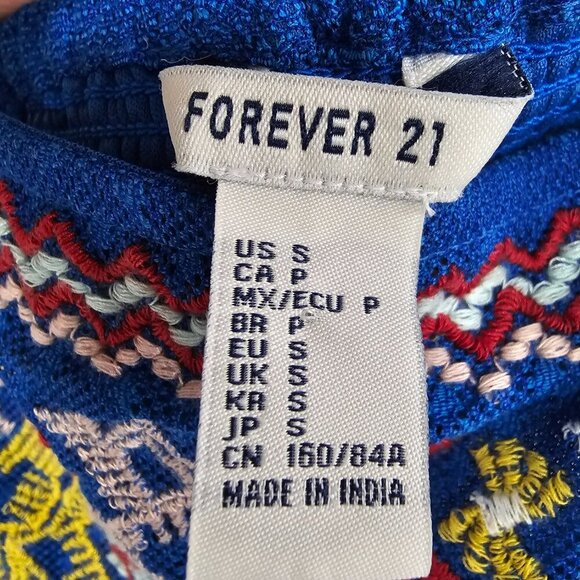 FOREVER 21
US S
CA P
MX/ECU P
BR P
EU S
UK S
KR S
JP S
CN 160/84A
MADE IN INDIA